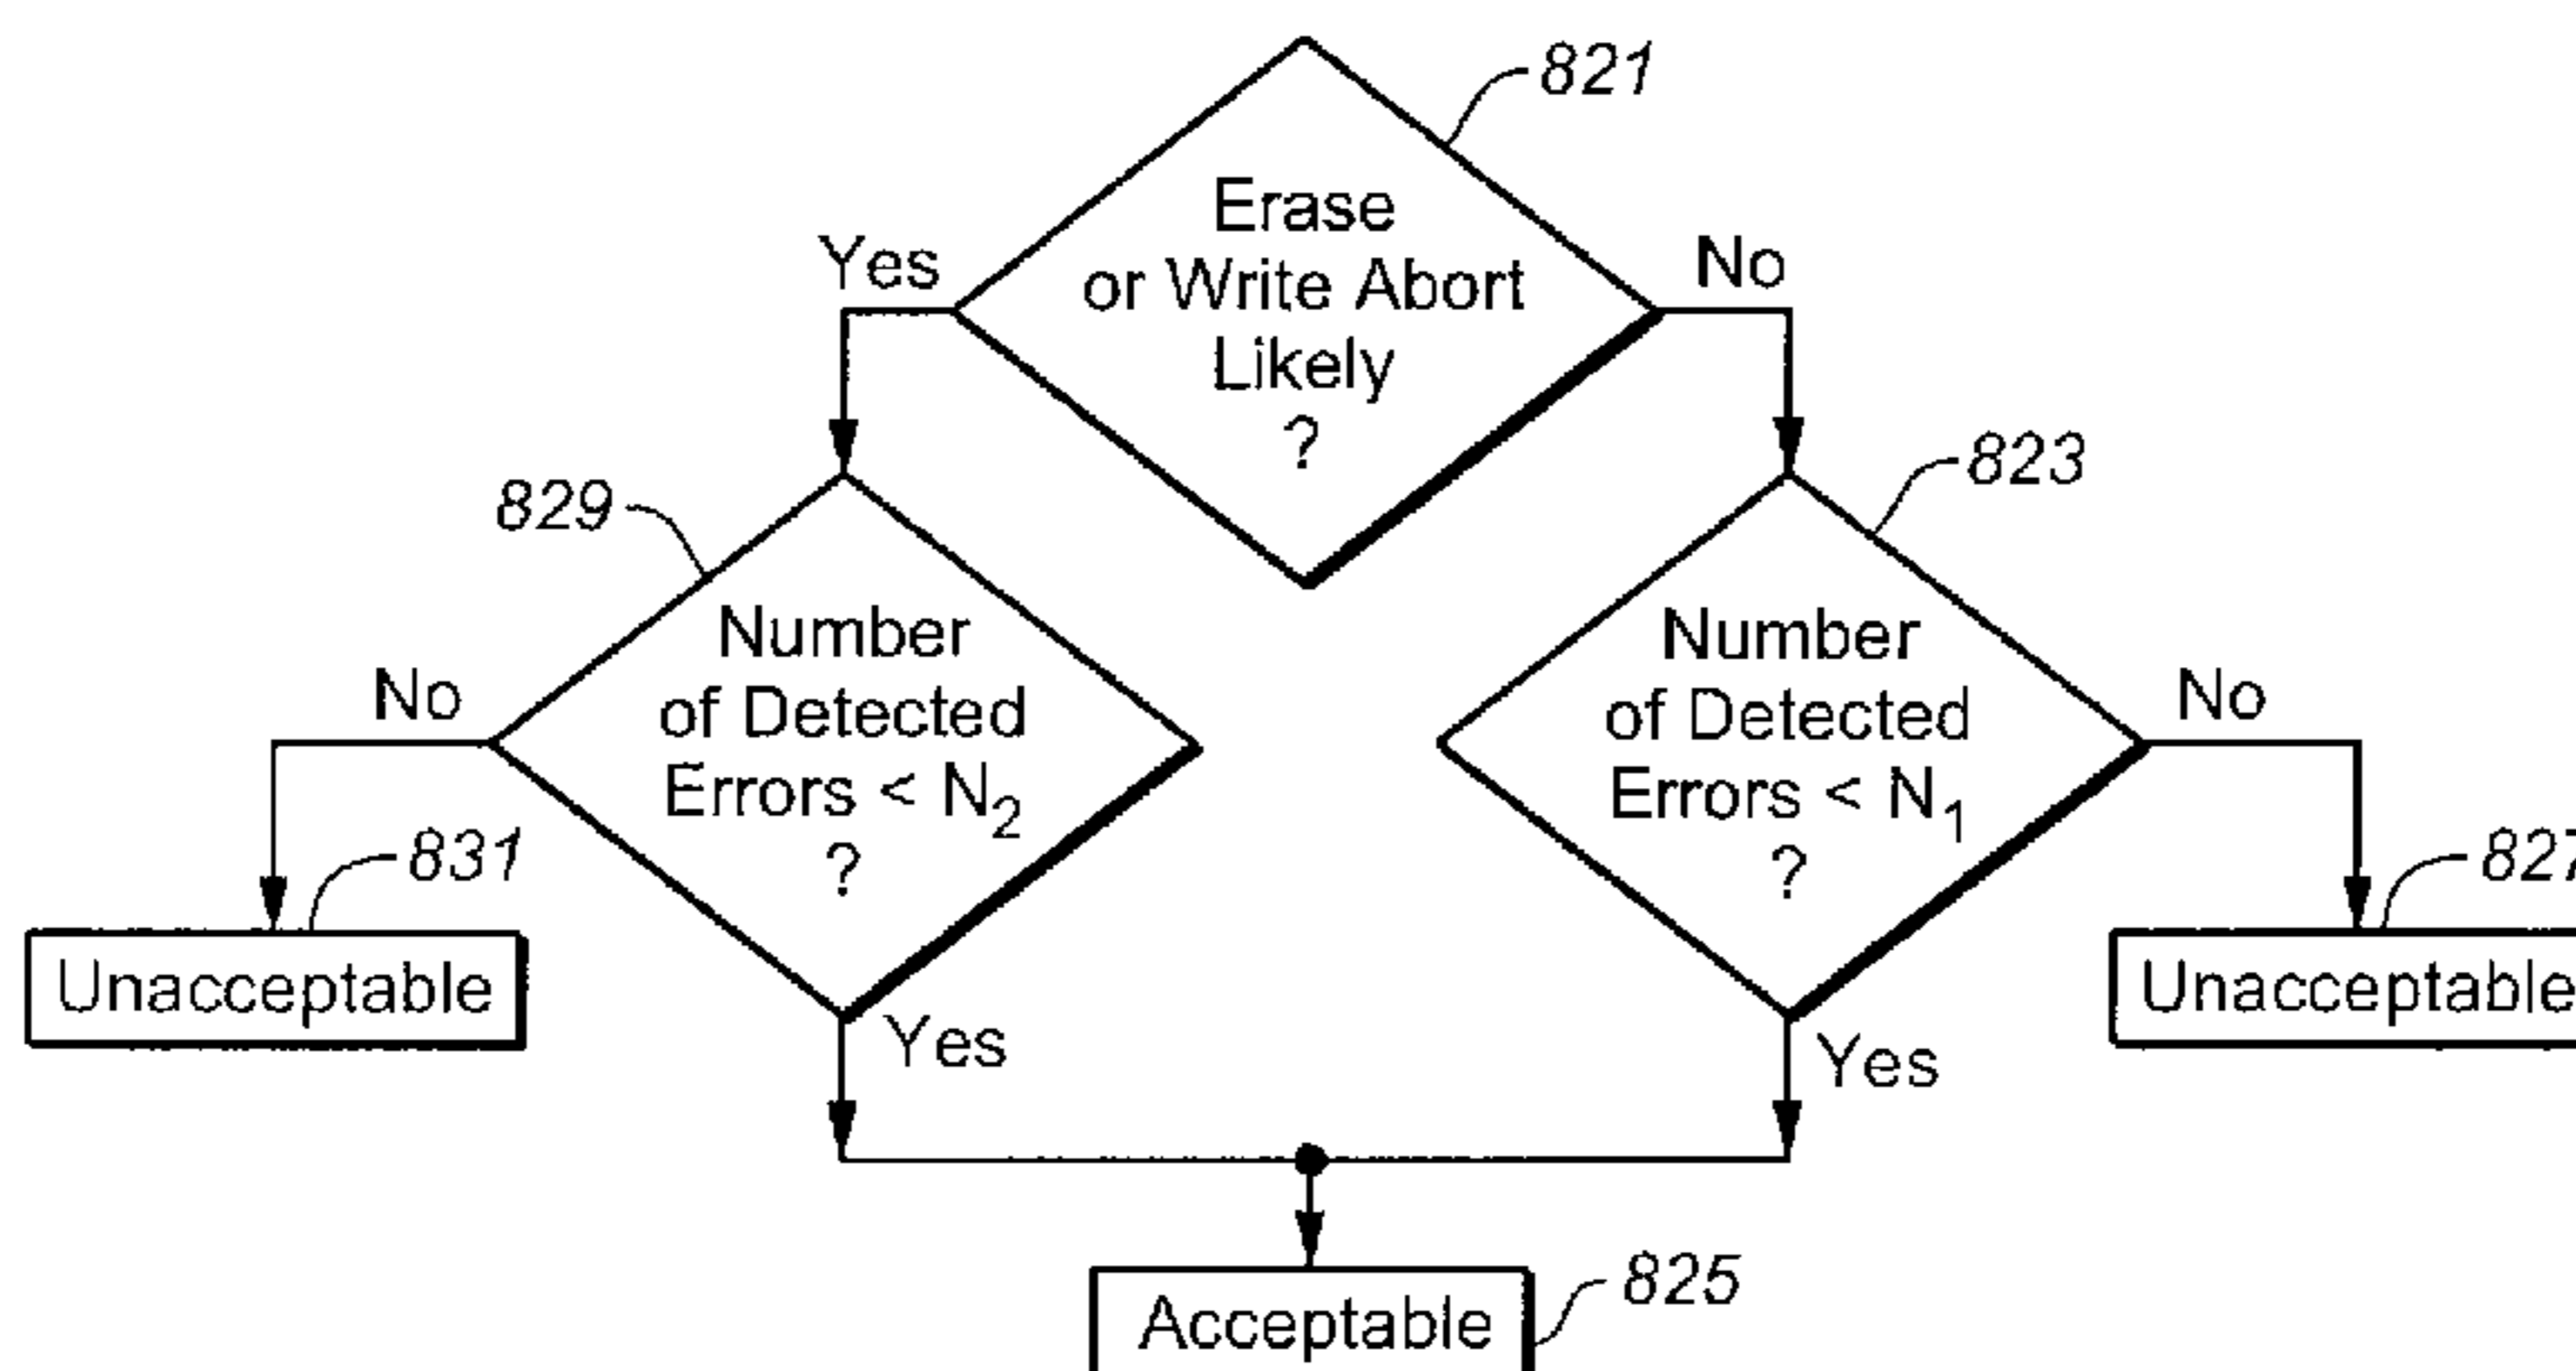 821
Erase
or Write Abort
Likely
?
Yes
No
829
823
Number
of Detected
Errors < N₂
?
Number
of Detected
Errors < N₁
?
No
Yes
No
Yes
831
Unacceptable
827
Unacceptable
Acceptable
825